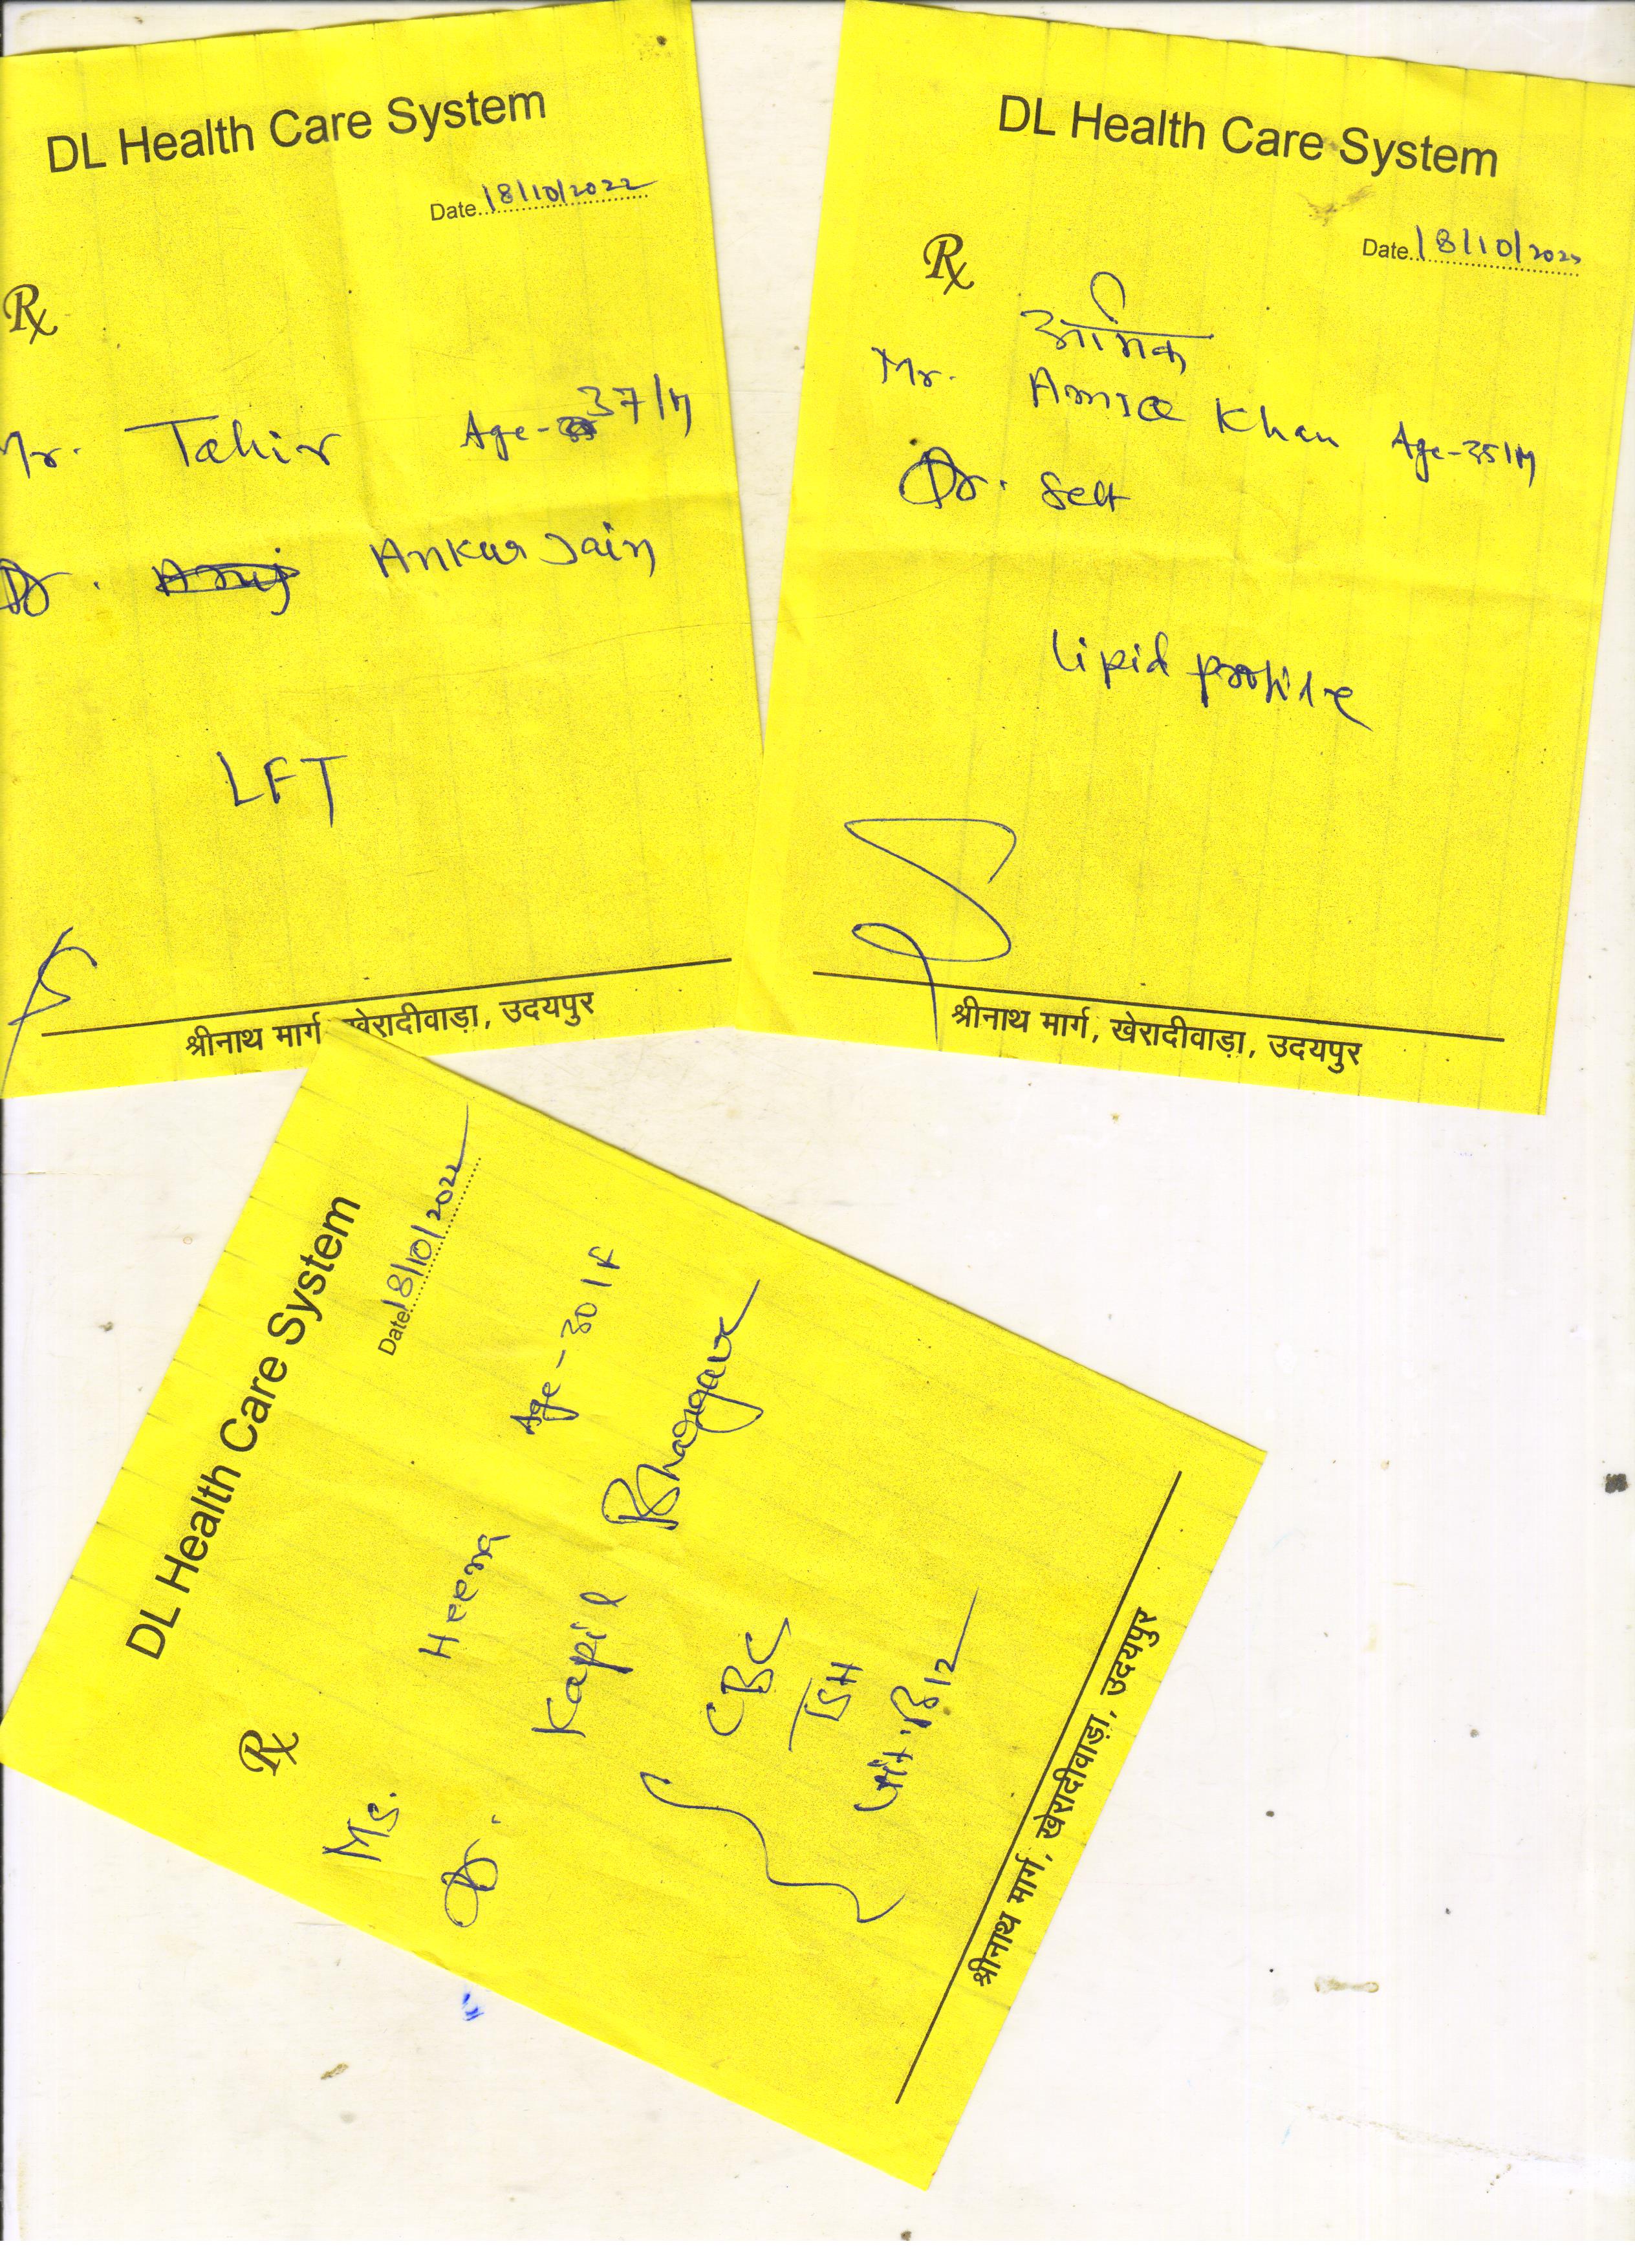 DL Health Care System
Date 18/10/2022
Rx
Mr. Tahir Age - 37/M
Dr. Ankur Jain
LFT
श्रीनाथ मार्ग, खेरादीवाड़ा, उदयपुर
DL Health Care System
Date 18/10/2022
Rx
Mr. Khan Age - 35/M
Dr. Self
Lipid profile
श्रीनाथ मार्ग, खेरादीवाड़ा, उदयपुर
DL Health Care System
Date 18/10/2022
Rx
Ms. Heena Age - 30/F
Dr. Kapil Bhargava
CBC
TSH
Vit. B12
श्रीनाथ मार्ग, खेरादीवाड़ा, उदयपुर